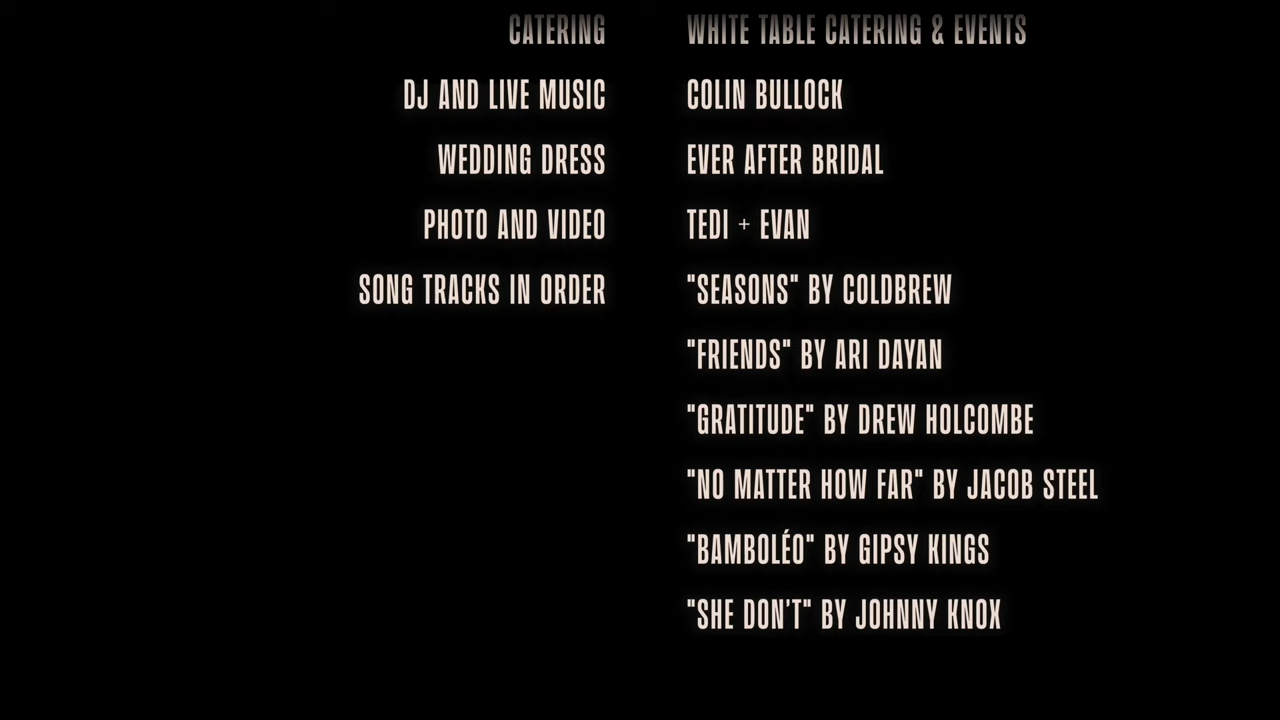 CATERING WHITE TABLE CATERING & EVENTS
DJ AND LIVE MUSIC COLIN BULLOCK
WEDDING DRESS EVER AFTER BRIDAL
PHOTO AND VIDEO TEDI + EVAN
SONG TRACKS IN ORDER "SEASONS" BY COLDBREW
"FRIENDS" BY ARI DAYAN
"GRATITUDE" BY DREW HOLCOMBE
"NO MATTER HOW FAR" BY JACOB STEEL
"BAMBOLÉO" BY GIPSY KINGS
"SHE DON'T" BY JOHNNY KNOX